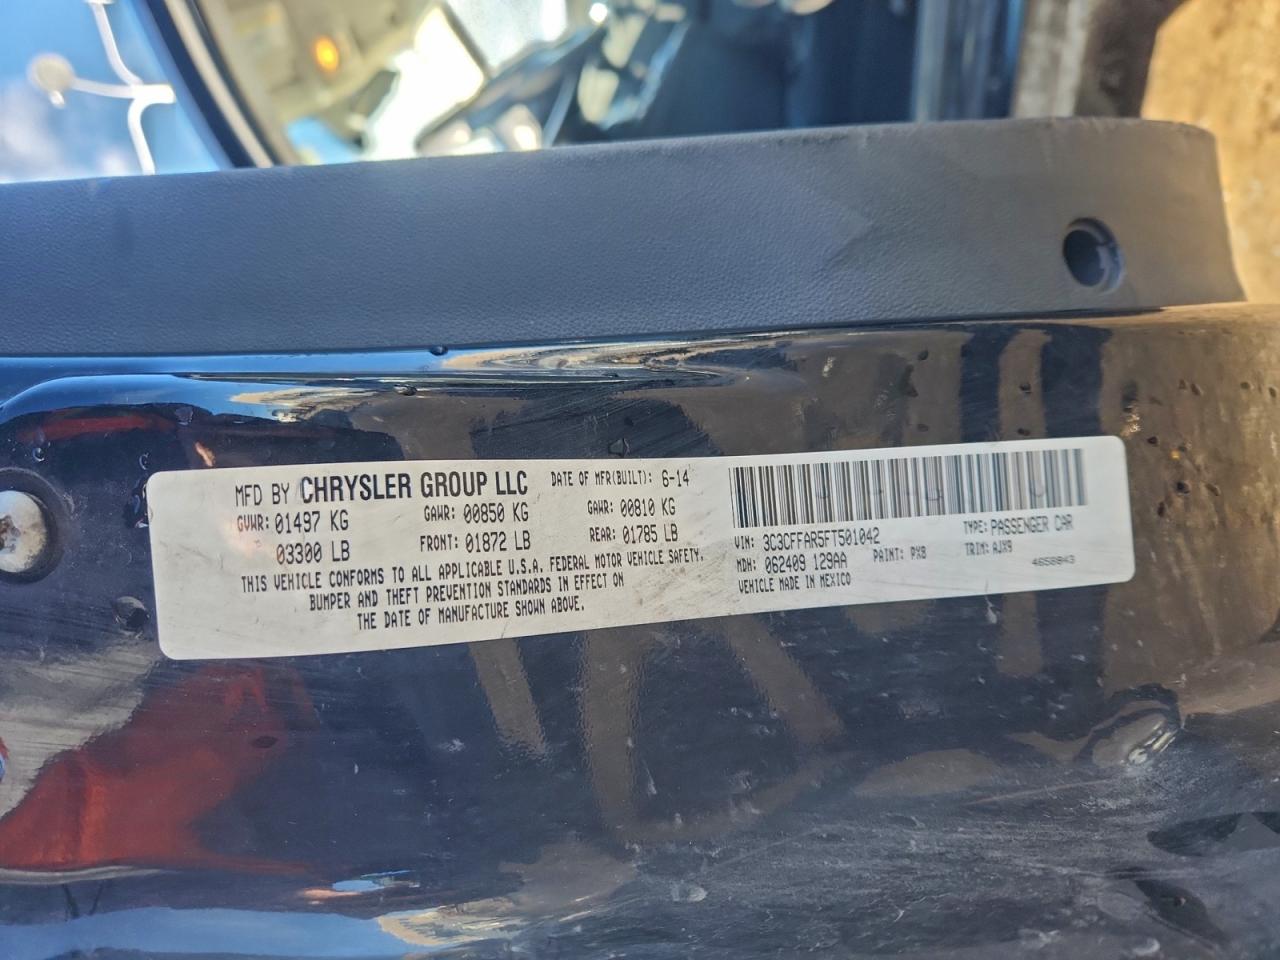 MFD BY CHRYSLER GROUP LLC DATE OF MFR(BUILT): 6-14
GVWR: 01497 KG GAWR: 00850 KG GAWR: 00810 KG
03300 LB FRONT: 01872 LB REAR: 01785 LB
THIS VEHICLE CONFORMS TO ALL APPLICABLE U.S.A. FEDERAL MOTOR VEHICLE SAFETY,
BUMPER AND THEFT PREVENTION STANDARDS IN EFFECT ON
THE DATE OF MANUFACTURE SHOWN ABOVE.
VIN: 3C3CFFAR5FT501042 TYPE: PASSENGER CAR
MDH: 062409 129AA PAINT: PX8 TRIM: AJX9
VEHICLE MADE IN MEXICO 4658843